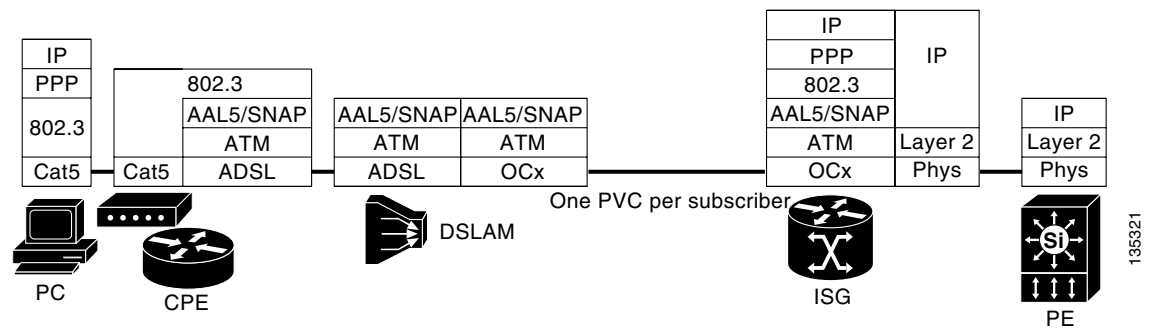 IP
PPP
802.3
Cat5
802.3
AAL5/SNAP
ATM
Cat5
ADSL
AAL5/SNAP
AAL5/SNAP
ATM
ATM
ADSL
OCx
One PVC per subscriber
IP
PPP
802.3
AAL5/SNAP
ATM
OCx
IP
Layer 2
Phys
IP
Layer 2
Phys
PC
CPE
DSLAM
ISG
Si
PE
135321